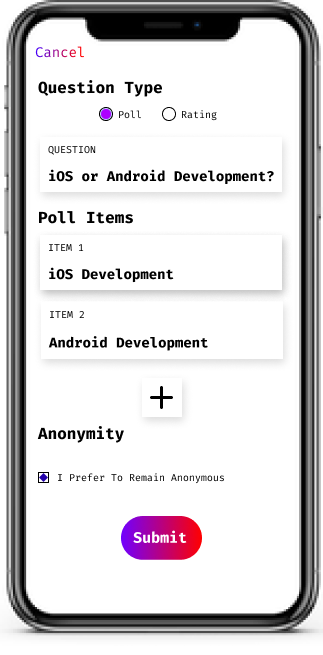 Cancel
Question Type
Poll Rating
QUESTION
iOS or Android Development?
Poll Items
ITEM 1
iOS Development
ITEM 2
Android Development
Anonymity
I Prefer To Remain Anonymous
Submit